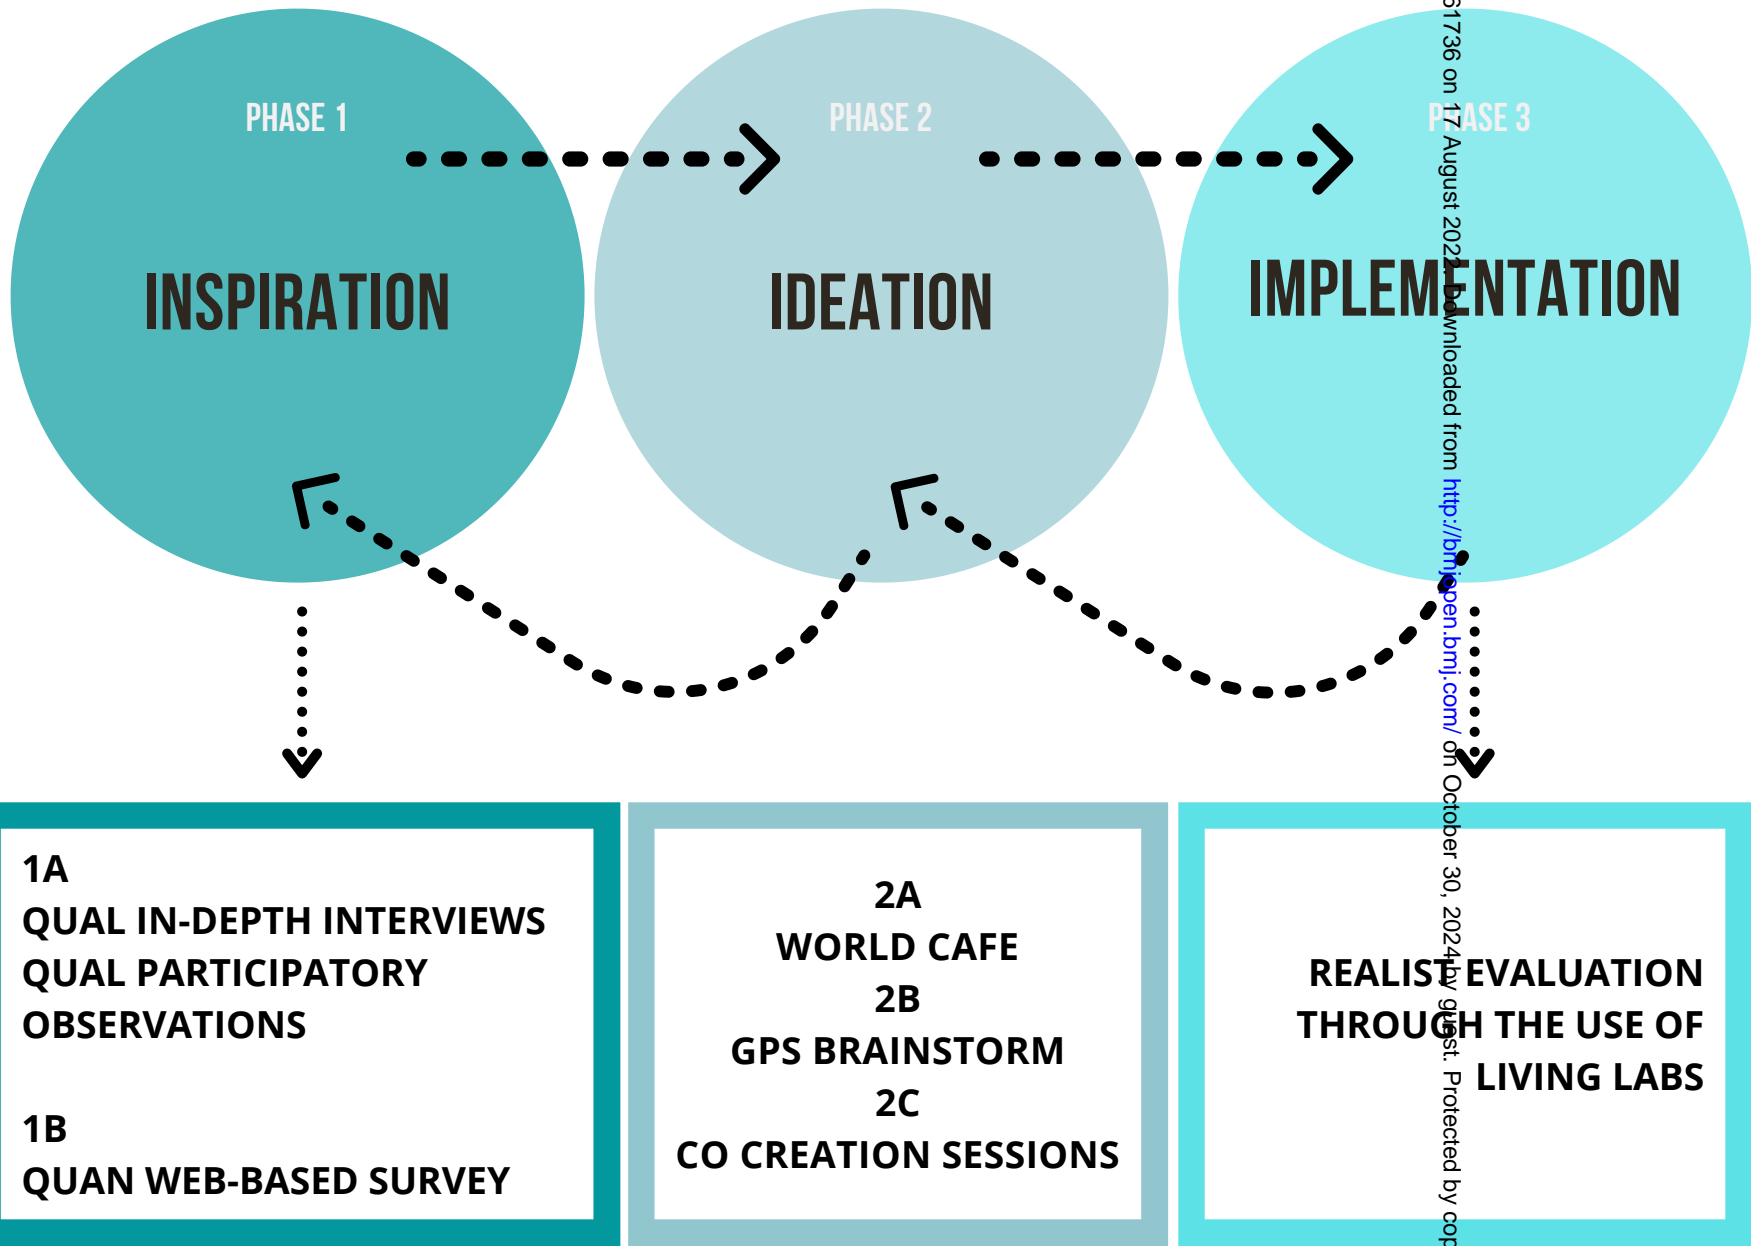 PHASE 1
INSPIRATION
PHASE 2
IDEATION
PHASE 3
IMPLEMENTATION
1A
QUAL IN-DEPTH INTERVIEWS
QUAL PARTICIPATORY
OBSERVATIONS
1B
QUAN WEB-BASED SURVEY
2A
WORLD CAFE
2B
GPS BRAINSTORM
2C
CO CREATION SESSIONS
REALIST EVALUATION
THROUGH THE USE OF
LIVING LABS
61736 on 17 August 2022. Downloaded from http://bmjopen.bmj.com/ on October 30, 2024 by guest. Protected by cop